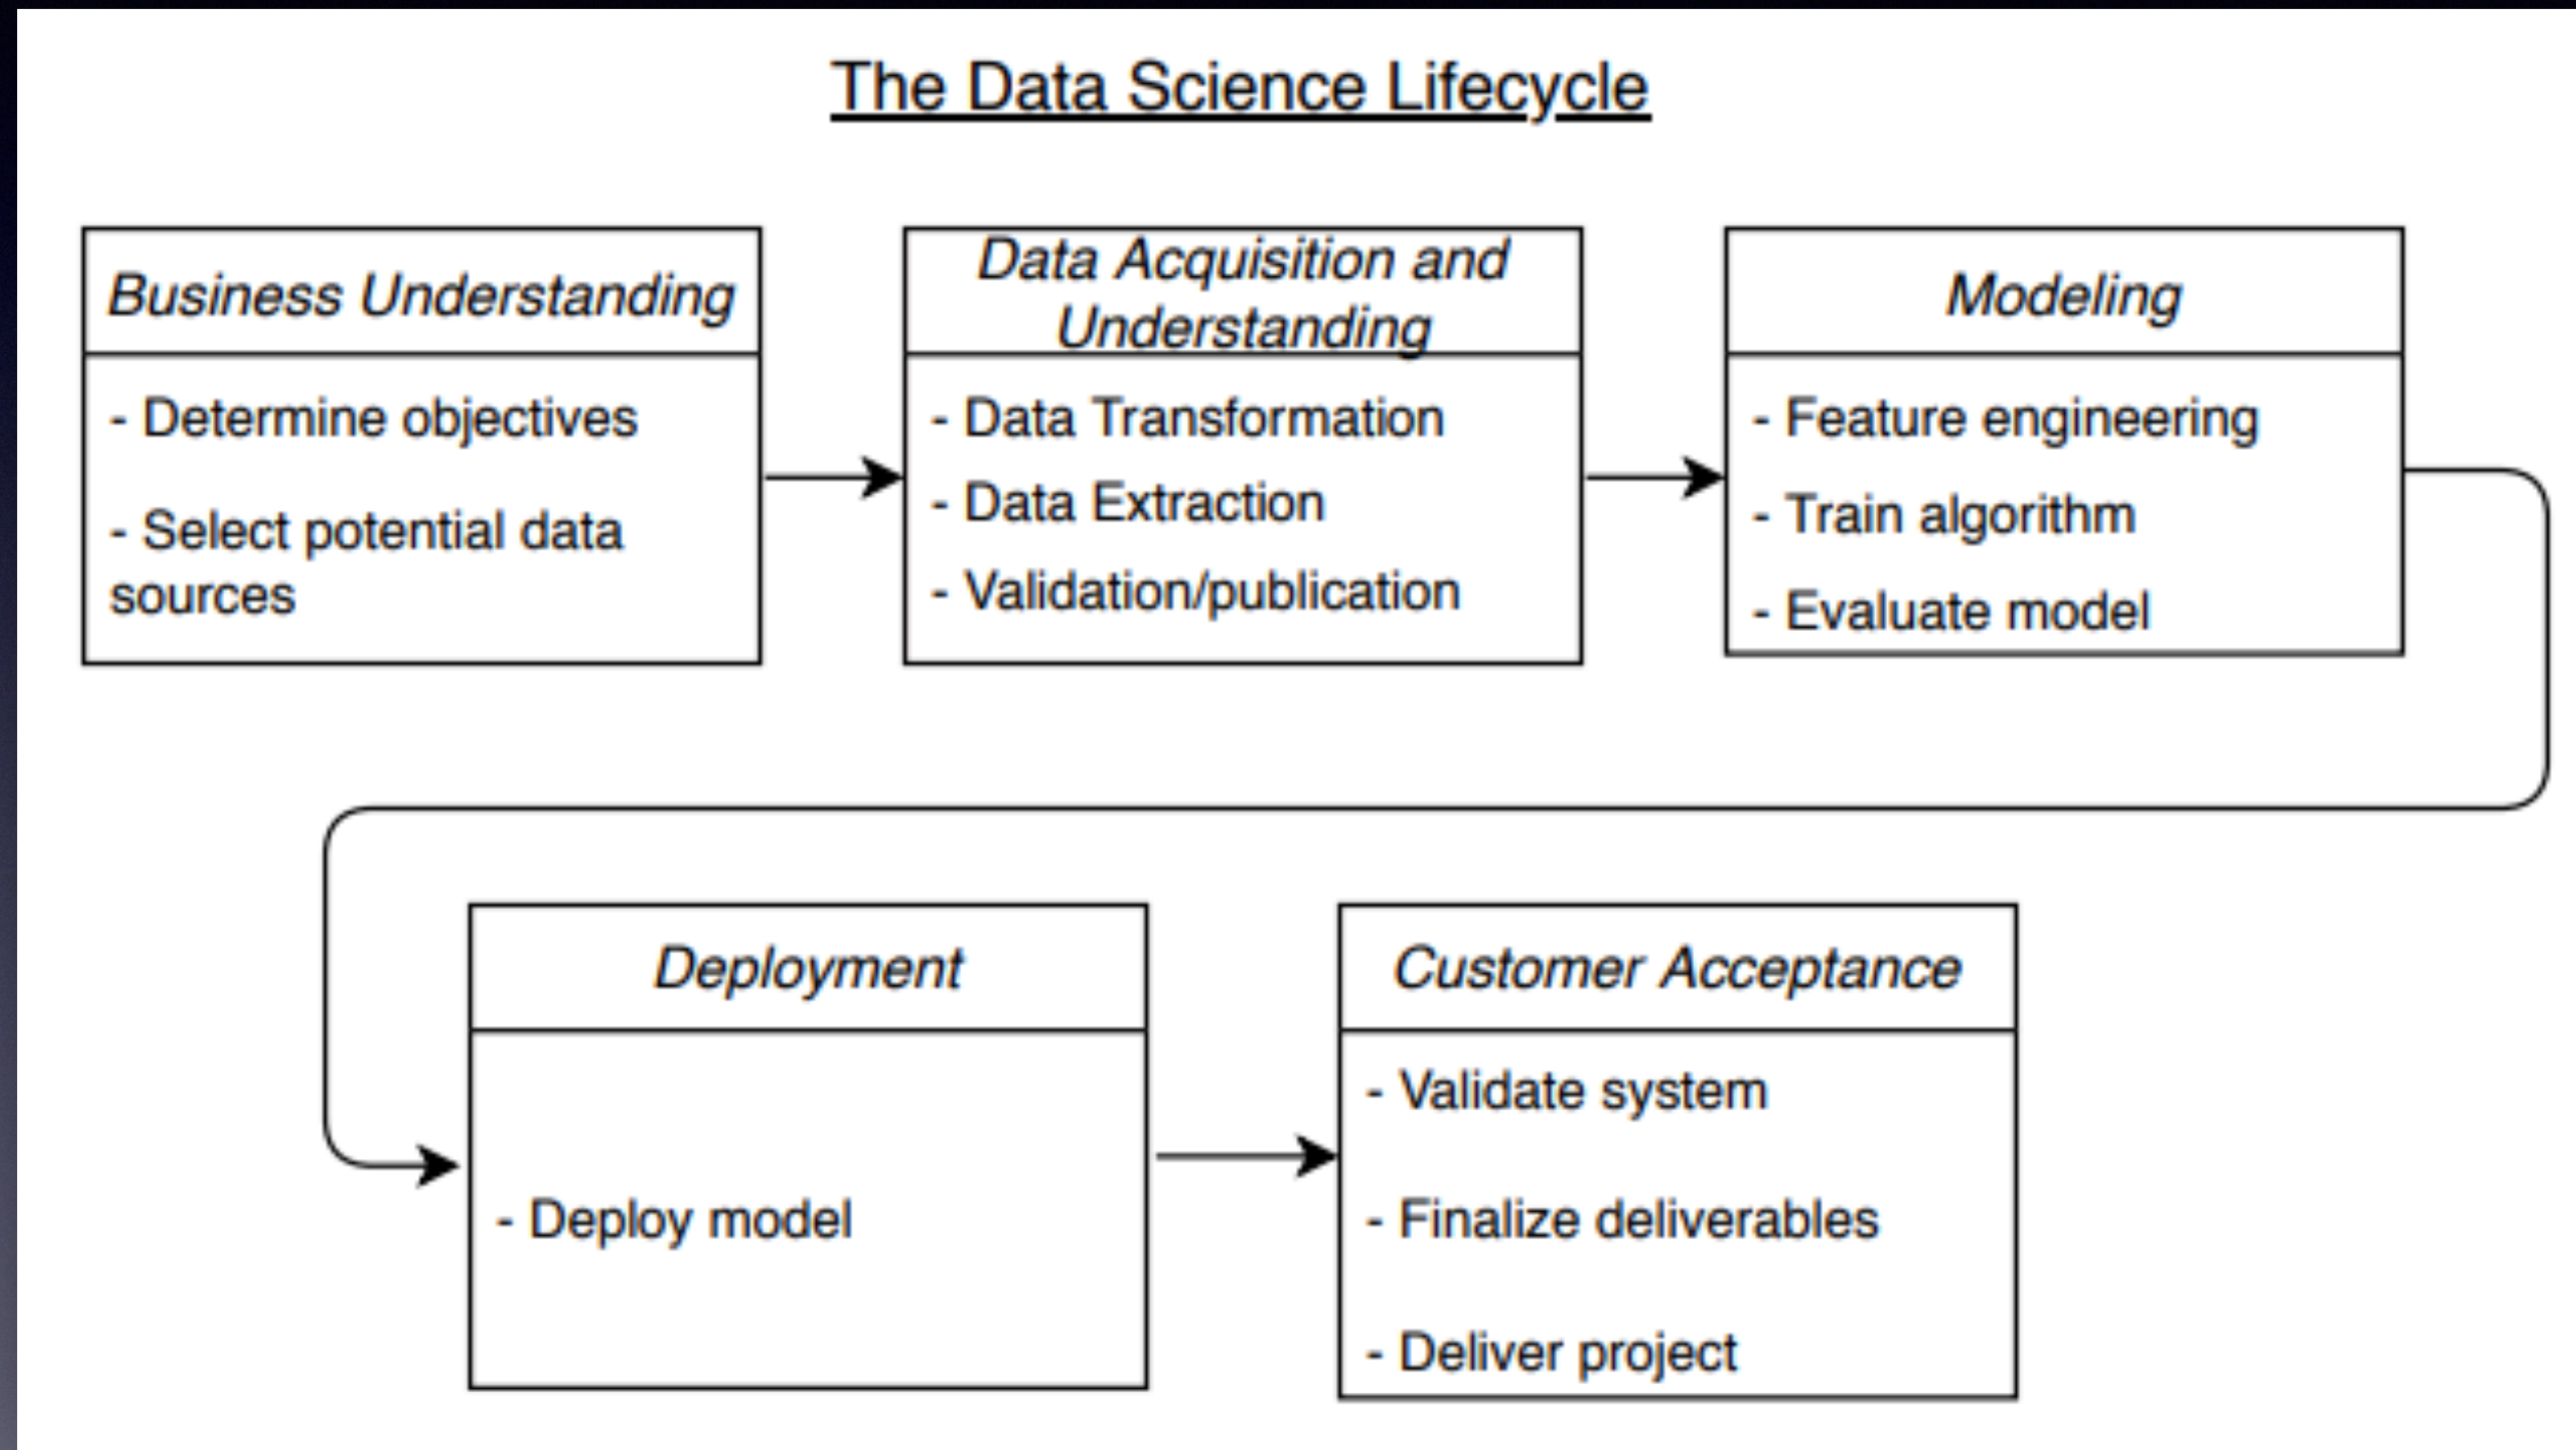 The Data Science Lifecycle
Business Understanding
- Determine objectives
- Select potential data
sources
Data Acquisition and
Understanding
- Data Transformation
- Data Extraction
- Validation/publication
Modeling
- Feature engineering
- Train algorithm
- Evaluate model
Deployment
- Deploy model
Customer Acceptance
- Validate system
- Finalize deliverables
- Deliver project